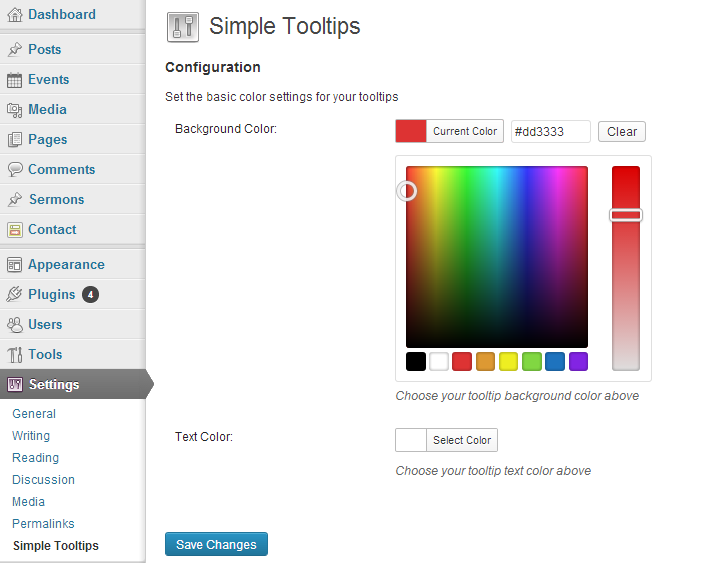 Dashboard
Posts
Events
Media
Pages
Comments
Sermons
Contact
Appearance
Plugins 4
Users
Tools
Settings
General
Writing
Reading
Discussion
Media
Permalinks
Simple Tooltips
Simple Tooltips
Configuration
Set the basic color settings for your tooltips
Background Color: Current Color #dd3333 Clear
Choose your tooltip background color above
Text Color: Select Color
Choose your tooltip text color above
Save Changes